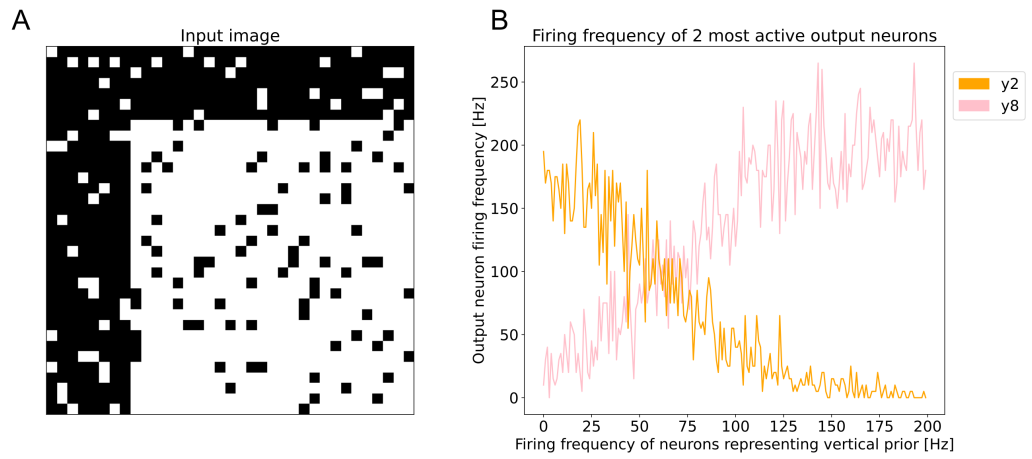 A
B
Input image
Firing frequency of 2 most active output neurons
Output neuron firing frequency [Hz]
250
200
150
100
50
0
0 25 50 75 100 125 150 175 200
Firing frequency of neurons representing vertical prior [Hz]
y2
y8